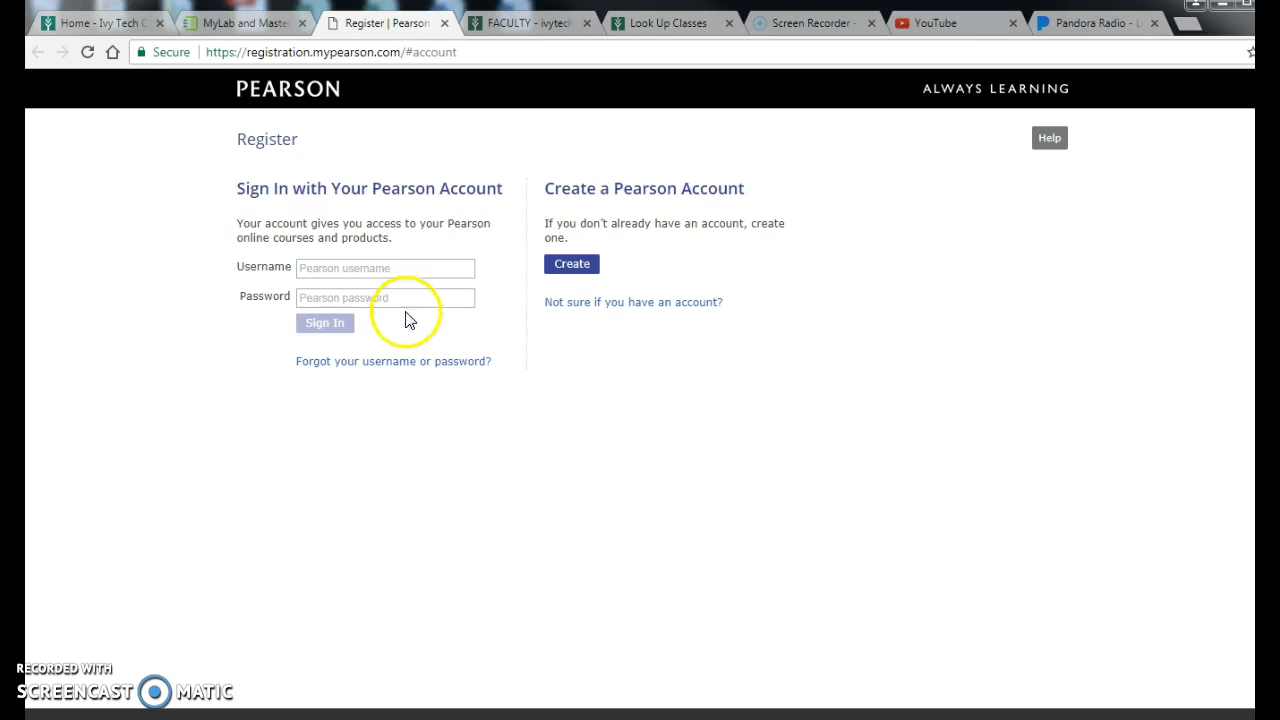 Home - Ivy Tech C
MyLab and Maste
Register | Pearson
FACULTY - ivytech
Look Up Classes
Screen Recorder -
YouTube
Pandora Radio - L
Secure
https://registration.mypearson.com/#account
PEARSON
ALWAYS LEARNING
Register
Help
Sign In with Your Pearson Account
Your account gives you access to your Pearson
online courses and products.
Username
Pearson username
Password
Pearson password
Sign In
Forgot your username or password?
Create a Pearson Account
If you don't already have an account, create
one.
Create
Not sure if you have an account?
RECORDED WITH
SCREENCAST MATIC